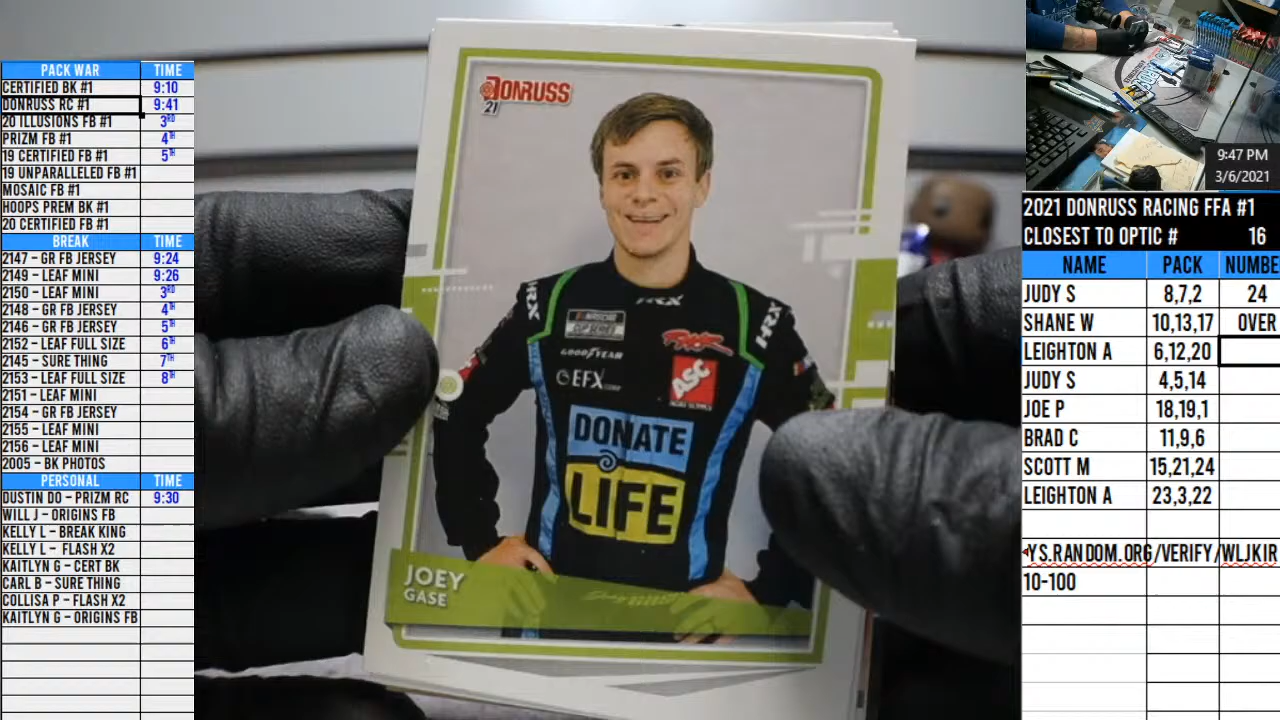 PACK WAR TIME
CERTIFIED BK #1 9:10
DONRUSS RC #1 9:41
20 ILLUSIONS FB #1 3RD
PRIZM FB #1 4TH
19 CERTIFIED FB #1 5TH
19 UNPARALLELED FB #1
MOSAIC FB #1
HOOPS PREM BK #1
20 CERTIFIED FB #1
BREAK TIME
2147 – GR FB JERSEY 9:24
2149 – LEAF MINI 9:26
2150 – LEAF MINI 3RD
2148 – GR FB JERSEY 4TH
2146 – GR FB JERSEY 5TH
2152 – LEAF FULL SIZE 6TH
2145 – SURE THING 7TH
2153 – LEAF FULL SIZE 8TH
2151 – LEAF MINI
2154 – GR FB JERSEY
2155 – LEAF MINI
2156 – LEAF MINI
2005 – BK PHOTOS
PERSONAL TIME
DUSTIN DO – PRIZM RC 9:30
WILL J – ORIGINS FB
KELLY L – BREAK KING
KELLY L – FLASH X2
KAITLYN G – CERT BK
CARL B – SURE THING
COLLISA P – FLASH X2
KAITLYN G – ORIGINS FB
DONRUSS
21
HRX HRX HRX
NASCAR
GOODYEAR
EFX
ASC
DONATE
LIFE
JOEY
GASE
9:47 PM
3/6/2021
2021 DONRUSS RACING FFA #1
CLOSEST TO OPTIC # 16
NAME PACK NUMBE
JUDY S 8,7,2 24
SHANE W 10,13,17 OVER
LEIGHTON A 6,12,20
JUDY S 4,5,14
JOE P 18,19,1
BRAD C 11,9,6
SCOTT M 15,21,24
LEIGHTON A 23,3,22
YS.RANDOM.ORG/VERIFY/WLJKIR
10-100